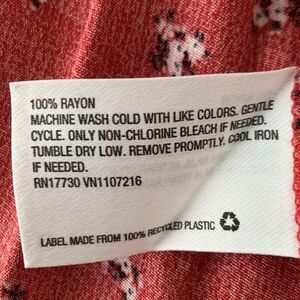 100% RAYON
MACHINE WASH COLD WITH LIKE COLORS. GENTLE
CYCLE. ONLY NON-CHLORINE BLEACH IF NEEDED.
TUMBLE DRY LOW. REMOVE PROMPTLY. COOL IRON
IF NEEDED.
RN17730 VN1107216
LABEL MADE FROM 100% RECYCLED PLASTIC